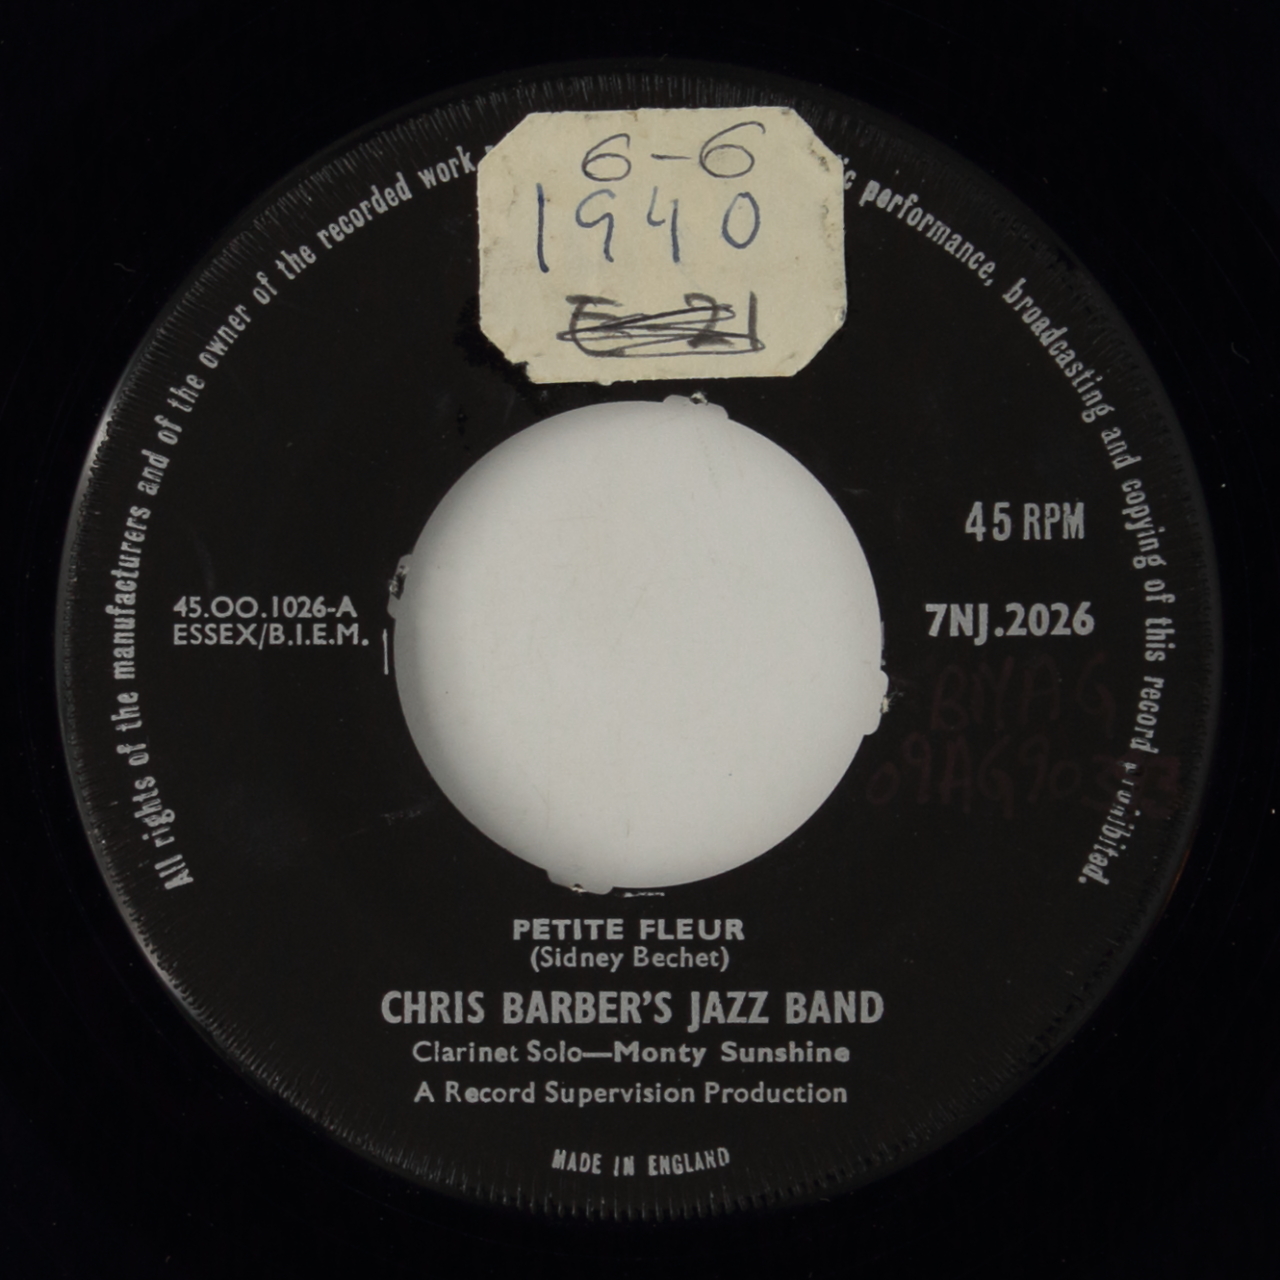 6-6
1940
All rights of the manufacturers and of the owner of the recorded work
performance, broadcasting and copying of this record prohibited.
45 RPM
45.OO.1026-A
ESSEX/B.I.E.M.
7NJ.2026
PETITE FLEUR
(Sidney Bechet)
CHRIS BARBER'S JAZZ BAND
Clarinet Solo—Monty Sunshine
A Record Supervision Production
MADE IN ENGLAND